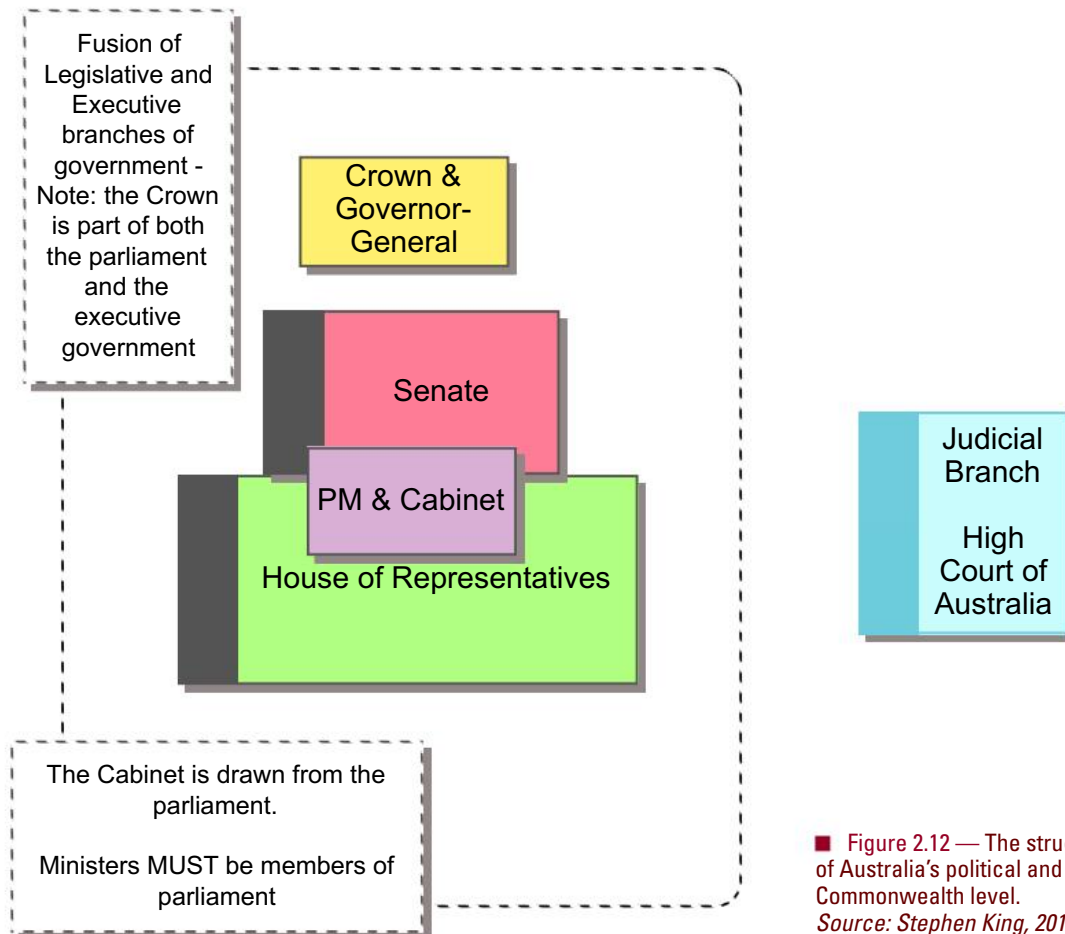 Fusion of
Legislative and
Executive
branches of
government -
Note: the Crown
is part of both
the parliament
and the
executive
government
Crown &
Governor-
General
Senate
PM & Cabinet
House of Representatives
Judicial
Branch
High
Court of
Australia
The Cabinet is drawn from the
parliament.
Ministers MUST be members of
parliament
Figure 2.12 — The
of Australia's political and
Commonwealth level.
Source: Stephen King,